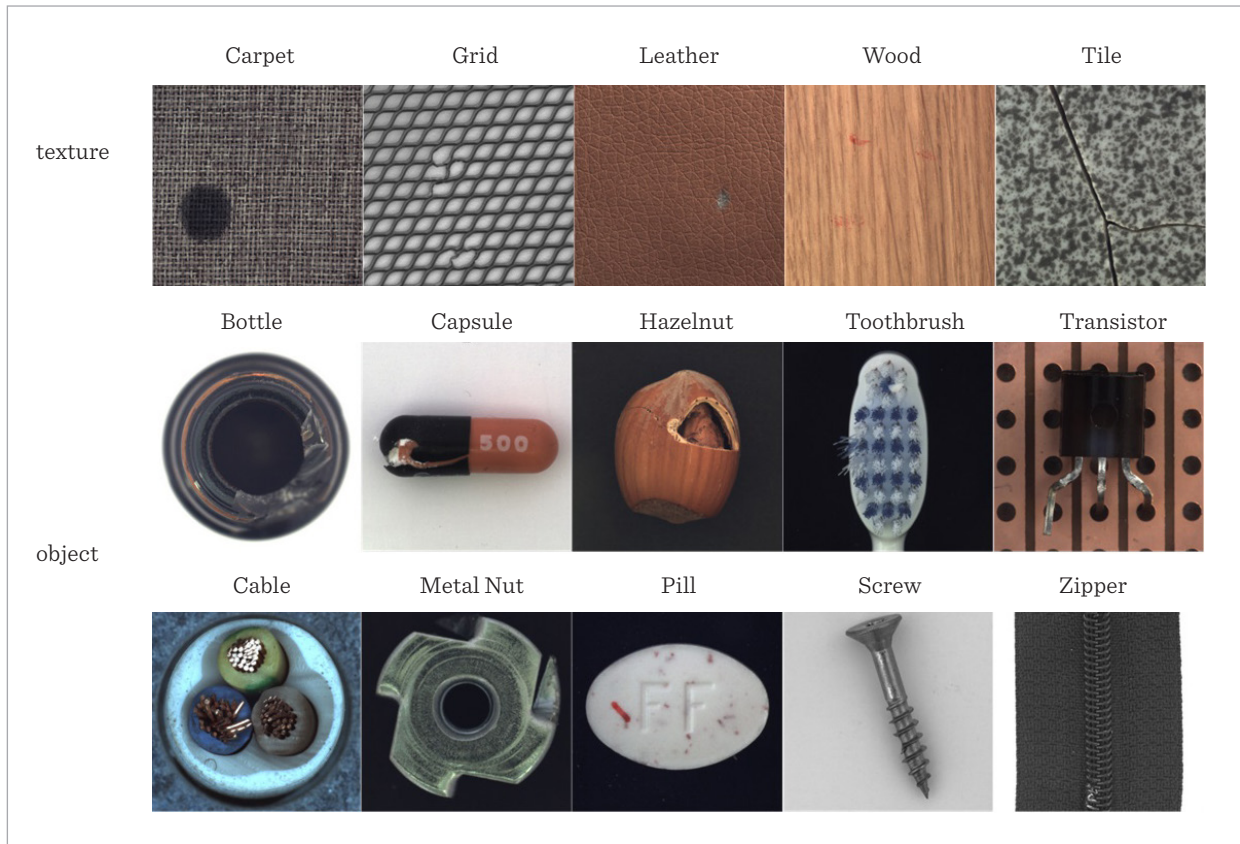 Carpet Grid Leather Wood Tile
texture
Bottle Capsule Hazelnut Toothbrush Transistor
500
object
Cable Metal Nut Pill Screw Zipper
FF